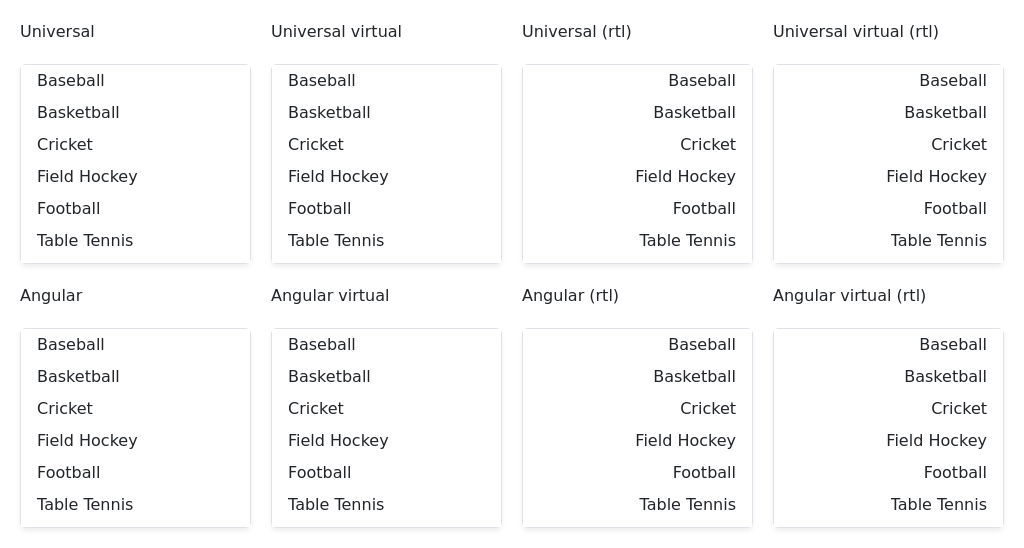 Universal
Baseball
Basketball
Cricket
Field Hockey
Football
Table Tennis
Universal virtual
Baseball
Basketball
Cricket
Field Hockey
Football
Table Tennis
Universal (rtl)
Baseball
Basketball
Cricket
Field Hockey
Football
Table Tennis
Universal virtual (rtl)
Baseball
Basketball
Cricket
Field Hockey
Football
Table Tennis
Angular
Baseball
Basketball
Cricket
Field Hockey
Football
Table Tennis
Angular virtual
Baseball
Basketball
Cricket
Field Hockey
Football
Table Tennis
Angular (rtl)
Baseball
Basketball
Cricket
Field Hockey
Football
Table Tennis
Angular virtual (rtl)
Baseball
Basketball
Cricket
Field Hockey
Football
Table Tennis